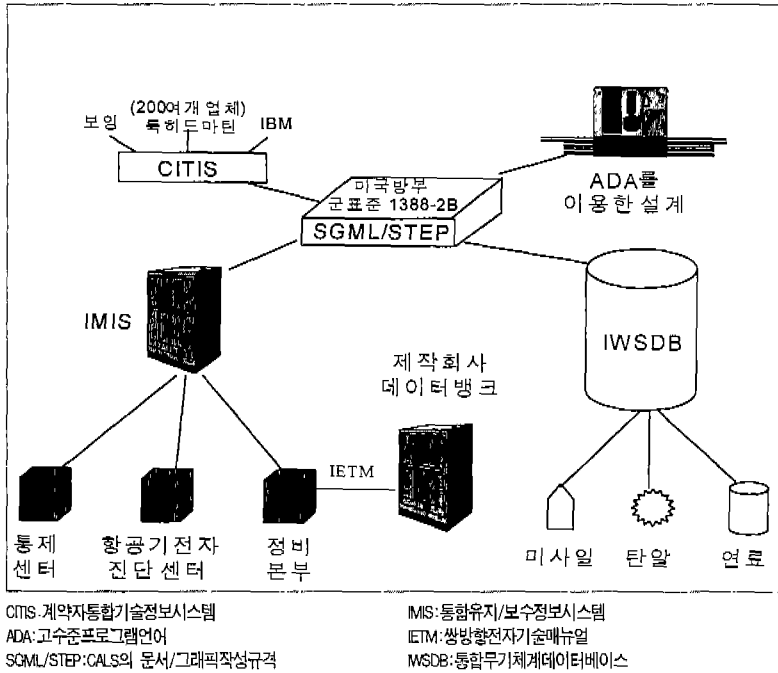 (200여개 업체)
보잉 록히드마틴 IBM
CITIS
미국방부
군표준 1388-2B
SGML/STEP
ADA를
이용한 설계
IMIS
IWSDB
제작회사
데이터뱅크
IETM
통제
센터
항공기전자
진단센터
정비
본부
미사일
탄알
연료
CITIS:계약자통합기술정보시스템
IMIS:통합유지/보수정보시스템
ADA:고수준프로그램언어
IETM:쌍방향전자기술매뉴얼
SGML/STEP:CALS의 문서/그래픽작성규격
IWSDB:통합무기체계데이터베이스